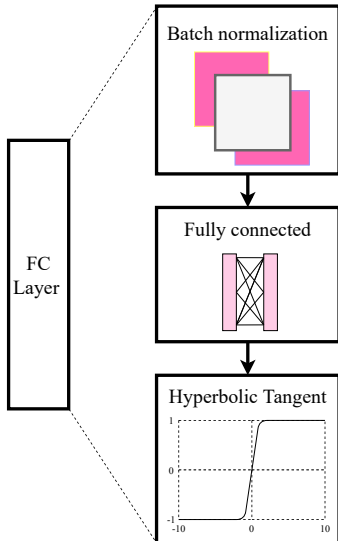 Batch normalization
FC
Layer
Fully connected
Hyperbolic Tangent
1
0
-1
-10
0
10